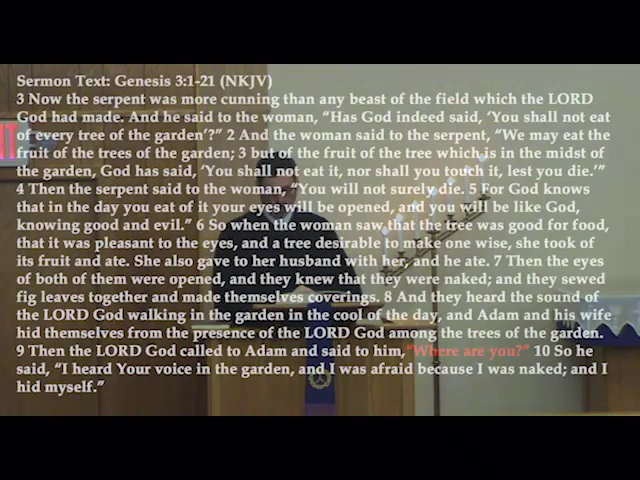 Sermon Text: Genesis 3:1-21 (NKJV)
3 Now the serpent was more cunning than any beast of the field which the LORD
God had made. And he said to the woman, “Has God indeed said, ‘You shall not eat
of every tree of the garden’?” 2 And the woman said to the serpent, “We may eat the
fruit of the trees of the garden; 3 but of the fruit of the tree which is in the midst of
the garden, God has said, ‘You shall not eat it, nor shall you touch it, lest you die.’”
4 Then the serpent said to the woman, “You will not surely die. 5 For God knows
that in the day you eat of it your eyes will be opened, and you will be like God,
knowing good and evil.” 6 So when the woman saw that the tree was good for food,
that it was pleasant to the eyes, and a tree desirable to make one wise, she took of
its fruit and ate. She also gave to her husband with her, and he ate. 7 Then the eyes
of both of them were opened, and they knew that they were naked; and they sewed
fig leaves together and made themselves coverings. 8 And they heard the sound of
the LORD God walking in the garden in the cool of the day, and Adam and his wife
hid themselves from the presence of the LORD God among the trees of the garden.
9 Then the LORD God called to Adam and said to him, “Where are you?” 10 So he
said, “I heard Your voice in the garden, and I was afraid because I was naked; and I
hid myself.”